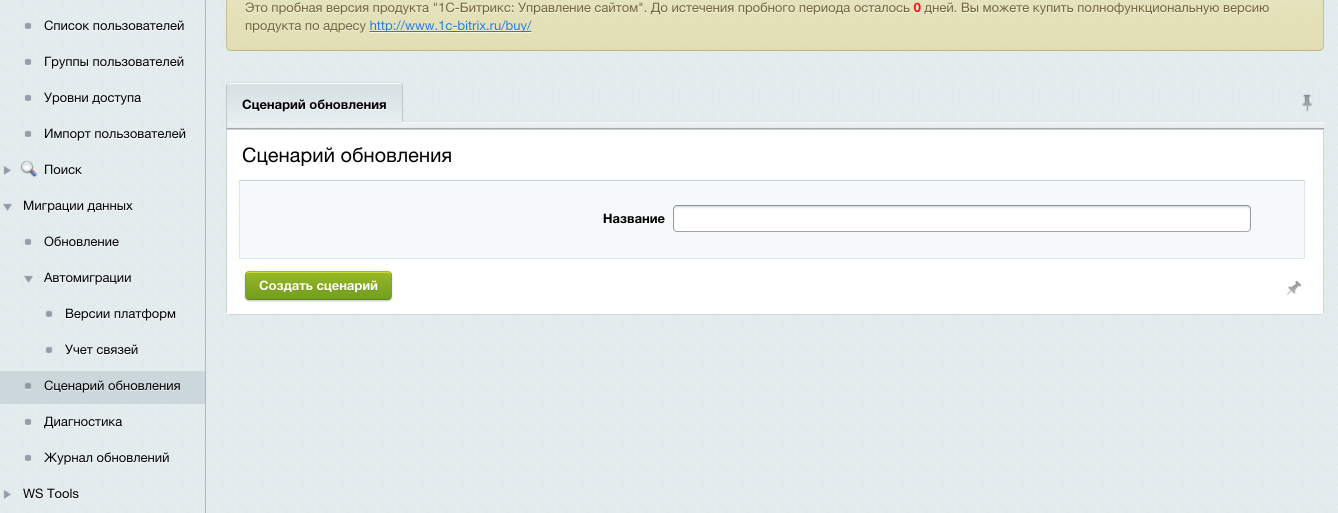 Список пользователей
Группы пользователей
Уровни доступа
Импорт пользователей
Поиск
Миграции данных
Обновление
Автомиграции
Версии платформ
Учет связей
Сценарий обновления
Диагностика
Журнал обновлений
WS Tools
Это пробная версия продукта "1С-Битрикс: Управление сайтом". До истечения пробного периода осталось 0 дней. Вы можете купить полнофункциональную версию
продукта по адресу http://www.1c-bitrix.ru/buy/
Сценарий обновления
Сценарий обновления
Название
Создать сценарий